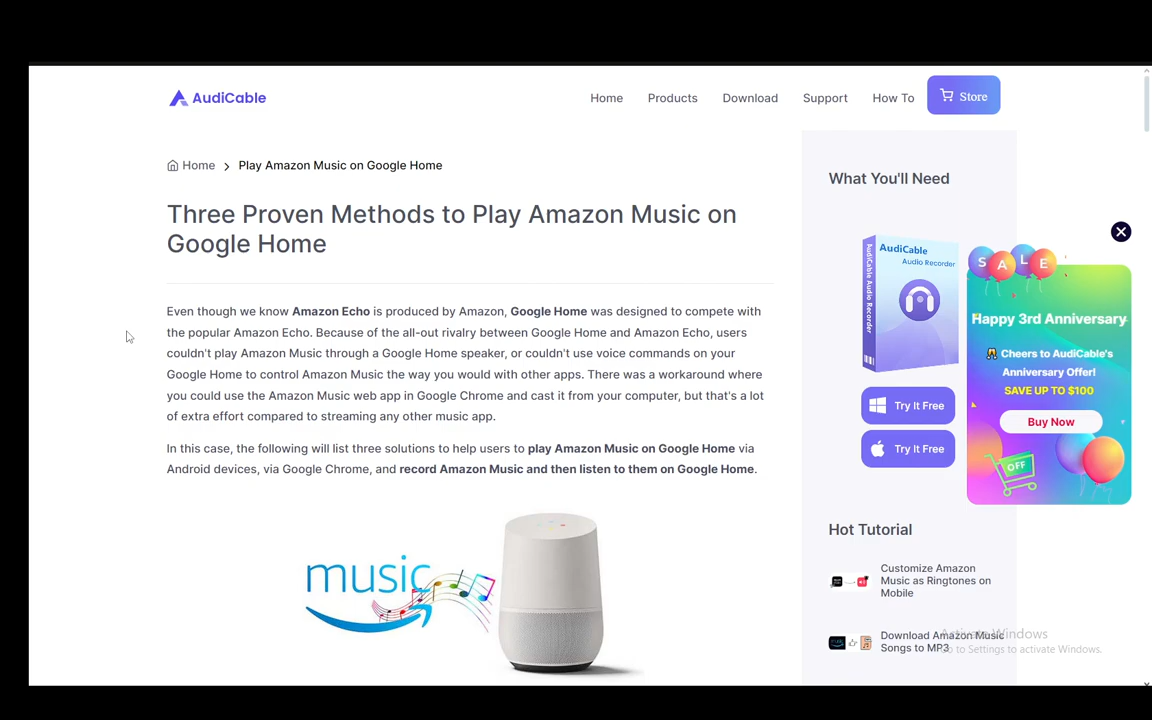 AudiCable
Home
Products
Download
Support
How To
Store
Home
Play Amazon Music on Google Home
Three Proven Methods to Play Amazon Music on
Google Home
Even though we know Amazon Echo is produced by Amazon, Google Home was designed to compete with
the popular Amazon Echo. Because of the all-out rivalry between Google Home and Amazon Echo, users
couldn't play Amazon Music through a Google Home speaker, or couldn't use voice commands on your
Google Home to control Amazon Music the way you would with other apps. There was a workaround where
you could use the Amazon Music web app in Google Chrome and cast it from your computer, but that's a lot
of extra effort compared to streaming any other music app.
In this case, the following will list three solutions to help users to play Amazon Music on Google Home via
Android devices, via Google Chrome, and record Amazon Music and then listen to them on Google Home.
music
What You'll Need
AudiCable
Audio Recorder
AudiCable Audio Recorder
Try It Free
Try It Free
SALE
Happy 3rd Anniversary
Cheers to AudiCable's
Anniversary Offer!
SAVE UP TO $100
Buy Now
OFF
Hot Tutorial
Customize Amazon
Music as Ringtones on
Mobile
Download Amazon Music
Songs to MP3
Activate Windows
Go to Settings to activate Windows.